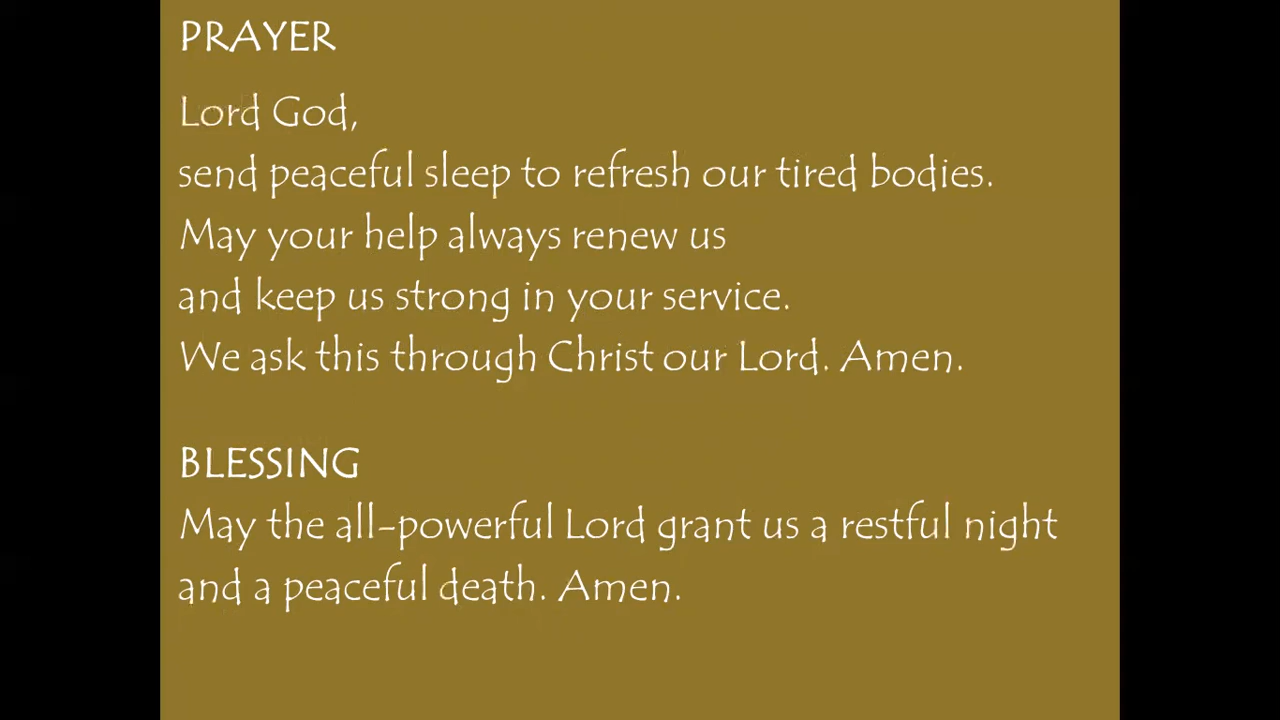 PRAYER
Lord God,
send peaceful sleep to refresh our tired bodies.
May your help always renew us
and keep us strong in your service.
We ask this through Christ our Lord. Amen.
BLESSING
May the all-powerful Lord grant us a restful night
and a peaceful death. Amen.